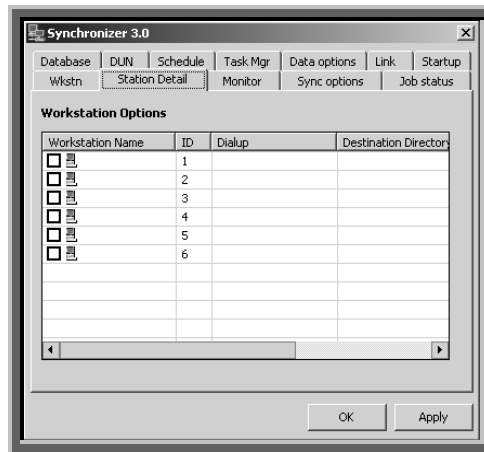 Synchronizer 3.0
Database DUN Schedule Task Mgr Data options Link Startup
Wkstn Station Detail Monitor Sync options Job status
Workstation Options
Workstation Name ID Dialup Destination Directory
1
2
3
4
5
6
OK Apply